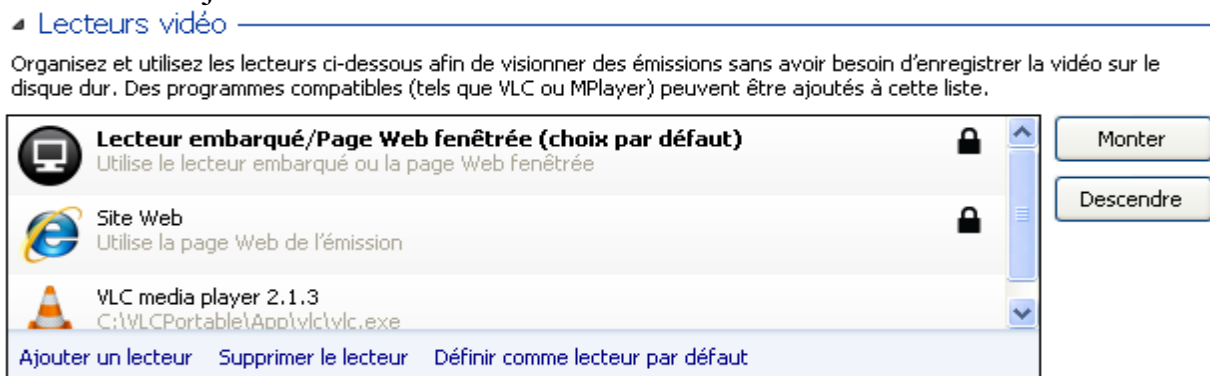 Lecteurs vidéo
Organisez et utilisez les lecteurs ci-dessous afin de visionner des émissions sans avoir besoin d'enregistrer la vidéo sur le
disque dur. Des programmes compatibles (tels que VLC ou MPlayer) peuvent être ajoutés à cette liste.
Lecteur embarqué/Page Web fenêtrée (choix par défaut)
Utilise le lecteur embarqué ou la page Web fenêtrée
Monter
Site Web
Utilise la page Web de l'émission
Descendre
VLC media player 2.1.3
C:\VLCPortable\App\vlc\vlc.exe
Ajouter un lecteur Supprimer le lecteur Définir comme lecteur par défaut